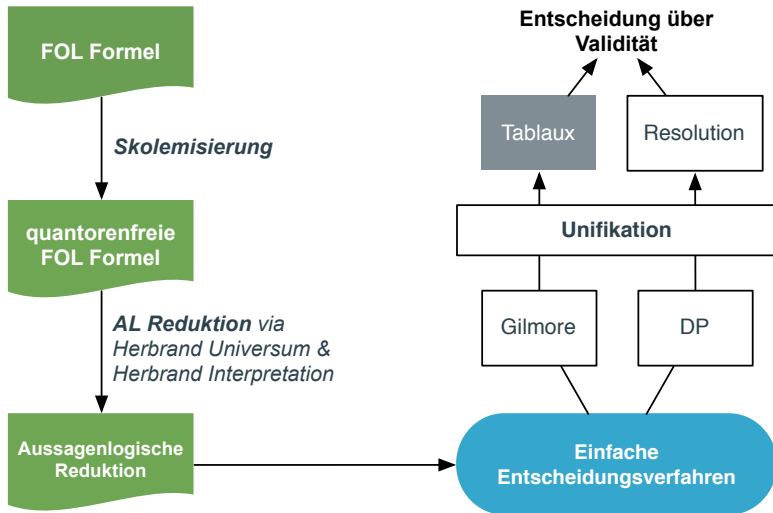 FOL Formel
Skolemisierung
quantorenfreie
FOL Formel
AL Reduktion via
Herbrand Universum &
Herbrand Interpretation
Aussagenlogische
Reduktion
Entscheidung über
Validität
Tablaux
Resolution
Unifikation
Gilmore
DP
Einfache
Entscheidungsverfahren